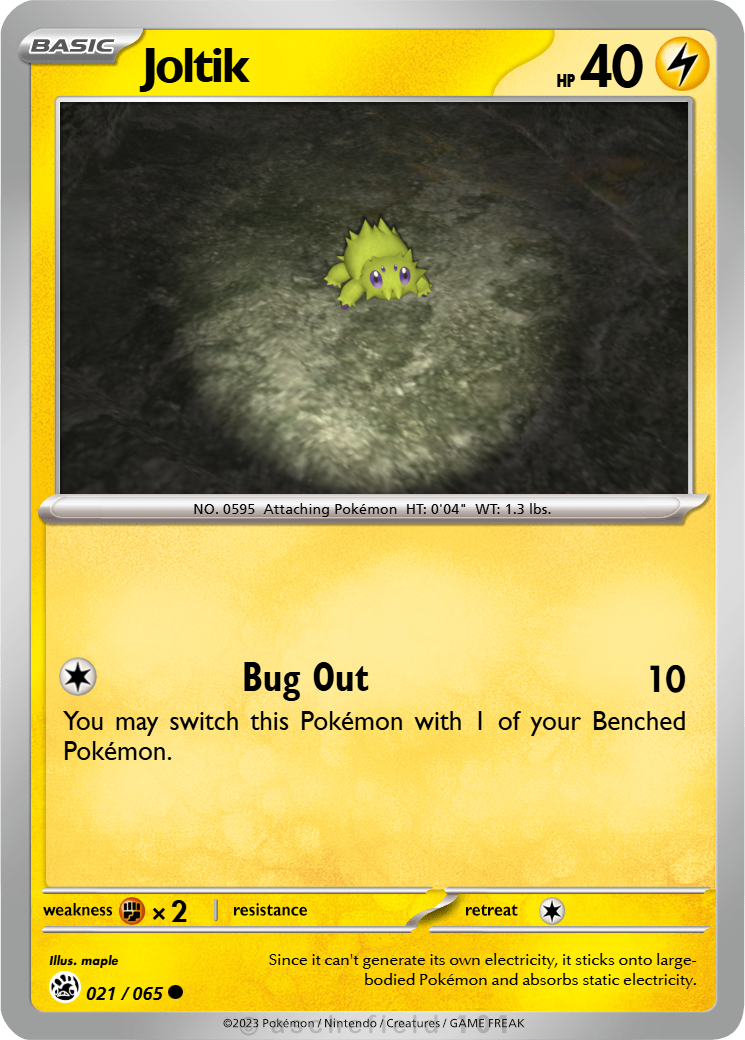 BASIC
Joltik
HP 40
NO. 0595 Attaching Pokémon HT: 0'04" WT: 1.3 lbs.
Bug Out 10
You may switch this Pokémon with 1 of your Benched
Pokémon.
weakness × 2 resistance retreat
Illus. maple
021 / 065
Since it can't generate its own electricity, it sticks onto large-
bodied Pokémon and absorbs static electricity.
©2023 Pokémon / Nintendo / Creatures / GAME FREAK